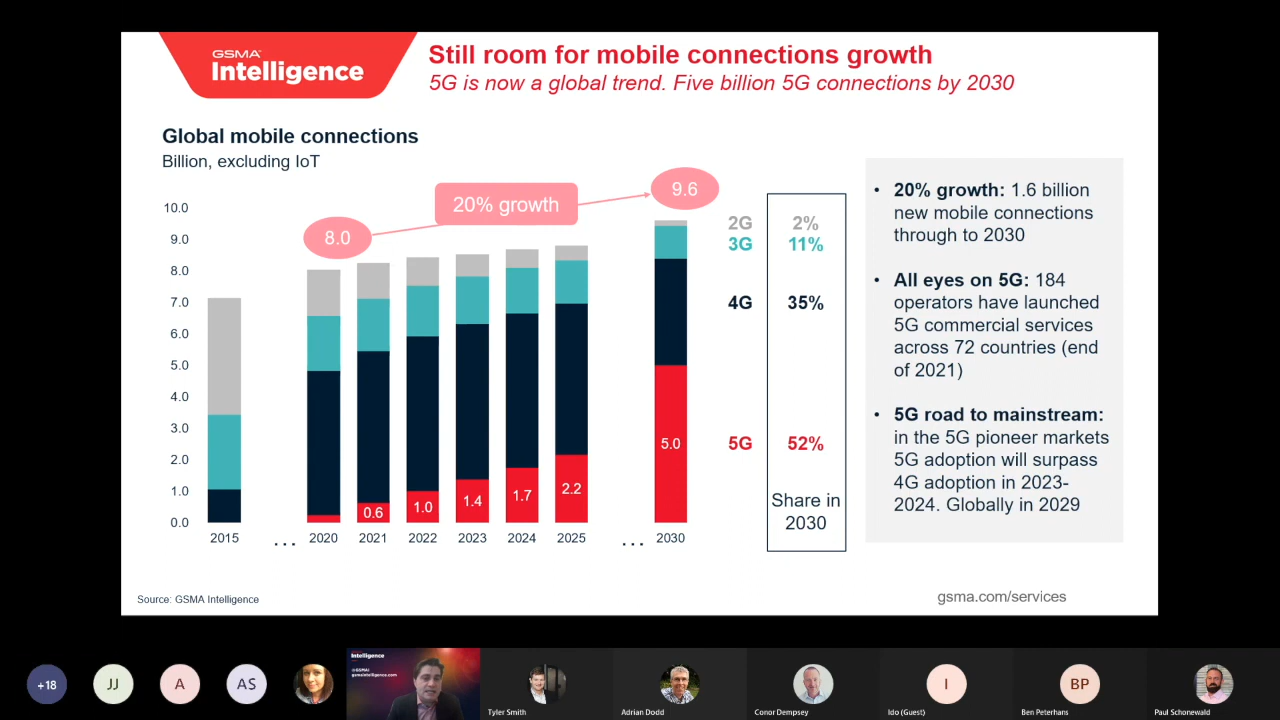 GSMA
Intelligence
Still room for mobile connections growth
5G is now a global trend. Five billion 5G connections by 2030
Global mobile connections
Billion, excluding IoT
10.0
9.0
8.0
7.0
6.0
5.0
4.0
3.0
2.0
1.0
0.0
8.0
20% growth
9.6
0.6
1.0
1.4
1.7
2.2
5.0
2015
...
2020
2021
2022
2023
2024
2025
...
2030
2G 2%
3G 11%
4G 35%
5G 52%
Share in
2030
• 20% growth: 1.6 billion
new mobile connections
through to 2030
• All eyes on 5G: 184
operators have launched
5G commercial services
across 72 countries (end
of 2021)
• 5G road to mainstream:
in the 5G pioneer markets
5G adoption will surpass
4G adoption in 2023-
2024. Globally in 2029
Source: GSMA Intelligence
gsma.com/services
+18
JJ
A
AS
Intelligence
@GSMAi
gsmaintelligence.com
Tyler Smith
Adrian Dodd
Conor Dempsey
I
Ido (Guest)
BP
Ben Peterhans
Paul Schonewald